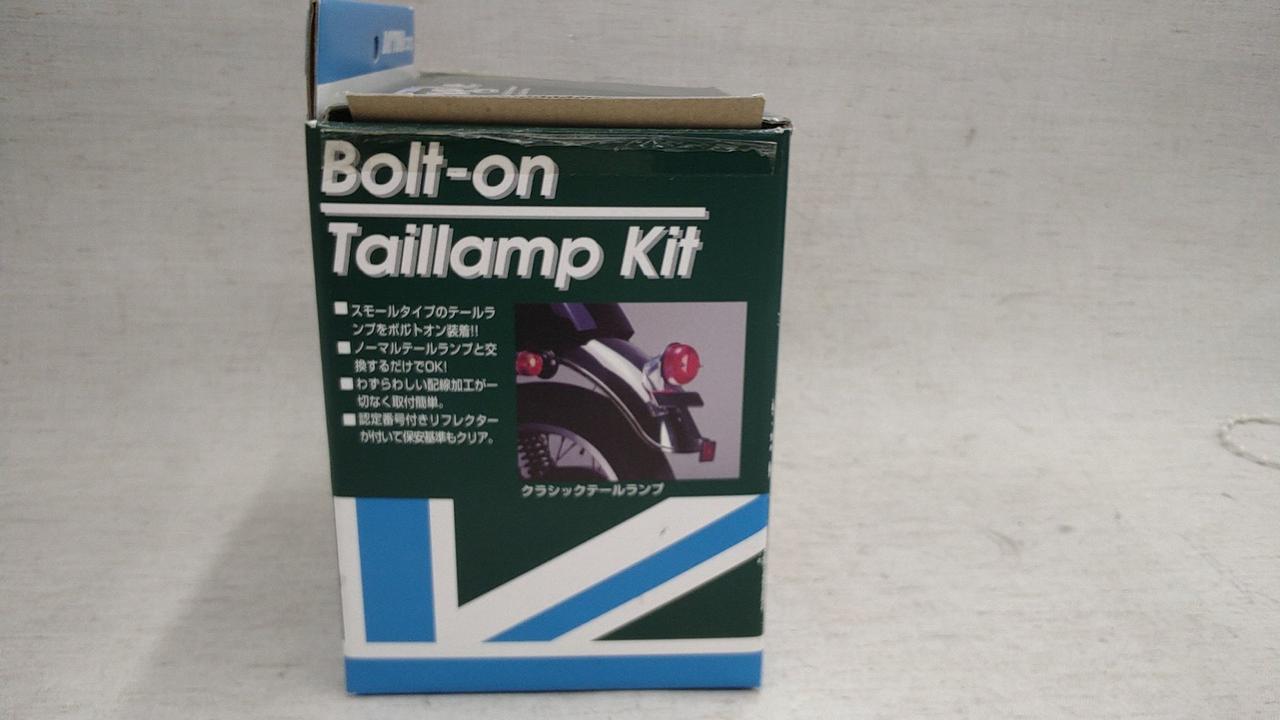 Bolt-on
Taillamp Kit
■スモールタイプのテールラ
ンプをボルトオン装着!!
■ノーマルテールランプと交
換するだけでOK!
■わずらわしい配線加工が一
切なく取付簡単。
■認定番号付きリフレクター
が付いて保安基準もクリア。
クラシックテールランプ